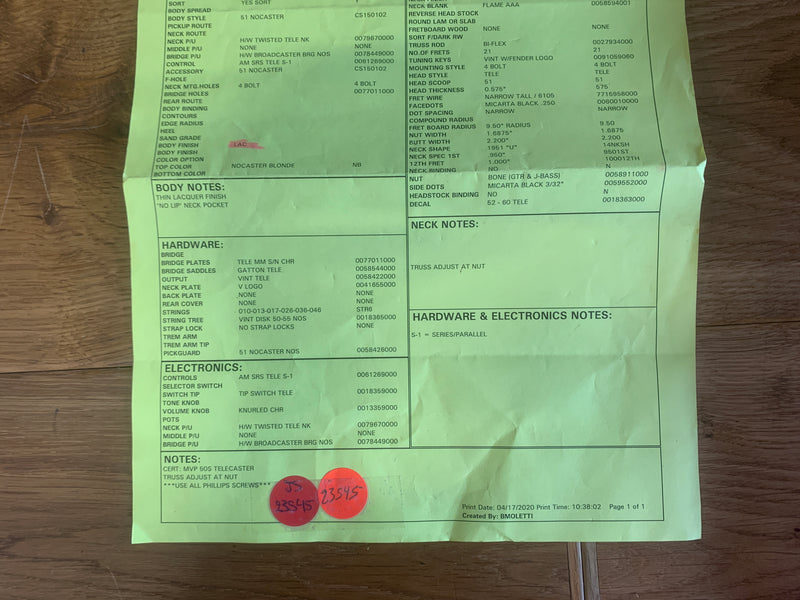 SORT YES SORT
BODY SPREAD
BODY STYLE 51 NOCASTER CS150102
PICKUP ROUTE
NECK ROUTE
NECK P/U H/W TWISTED TELE NK 0079670000
MIDDLE P/U NONE NONE
BRIDGE P/U H/W BROADCASTER BRG NOS 0078449000
CONTROL AM SRS TELE S-1 0061269000
ACCESSORY 51 NOCASTER CS150102
F-HOLE
NECK MTG.HOLES 4 BOLT 4 BOLT
BRIDGE HOLES 0077011000
REAR ROUTE
BODY BINDING
CONTOURS
EDGE RADIUS
HEEL
SAND GRADE
BODY FINISH LAC
BODY FINISH
COLOR OPTION
TOP COLOR NOCASTER BLONDE NB
BOTTOM COLOR
BODY NOTES:
THIN LACQUER FINISH
"NO LIP" NECK POCKET
HARDWARE:
BRIDGE
BRIDGE PLATES TELE MM S/N CHR 0077011000
BRIDGE SADDLES GATTON TELE 0058544000
OUTPUT VINT TELE 0058422000
NECK PLATE V LOGO 0041655000
BACK PLATE NONE NONE
REAR COVER NONE NONE
STRINGS 010-013-017-026-036-046 STR6
STRING TREE VINT DISK 50-55 NOS 0018365000
STRAP LOCK NO STRAP LOCKS NONE
TREM ARM
TREM ARM TIP
PICKGUARD 51 NOCASTER NOS 0058426000
ELECTRONICS:
CONTROLS AM SRS TELE S-1 0061269000
SELECTOR SWITCH
SWITCH TIP TIP SWITCH TELE 0018359000
TONE KNOB
VOLUME KNOB KNURLED CHR 0013359000
POTS
NECK P/U H/W TWISTED TELE NK 0079670000
MIDDLE P/U NONE NONE
BRIDGE P/U H/W BROADCASTER BRG NOS 0078449000
NECK BLANK FLAME AAA 0058594001
REVERSE HEAD STOCK
ROUND LAM OR SLAB
FRETBOARD WOOD NONE NONE
SORT F/DARK RW
TRUSS ROD BI-FLEX 0027934000
NO.OF FRETS 21 21
TUNING KEYS VINT W/FENDER LOGO 0091059060
MOUNTING STYLE 4 BOLT 4 BOLT
HEAD STYLE TELE TELE
HEAD SCOOP 51 51
HEAD THICKNESS 0.575" 575
FRET WIRE NARROW TALL / 6105 7715958000
FACEDOTS MICARTA BLACK .250 0060010000
DOT SPACING NARROW NARROW
COMPOUND RADIUS
FRET BOARD RADIUS 9.50" RADIUS 9.50
NUT WIDTH 1.6875" 1.6875
BUTT WIDTH 2.200" 2.200
NECK SHAPE 1951 "U" 14NKSH
NECK SPEC 1ST .960" 9501ST
12TH FRET 1.000" 100012TH
NECK BINDING NO N
NUT BONE (GTR & J-BASS) 0058911000
SIDE DOTS MICARTA BLACK 3/32" 0059552000
HEADSTOCK BINDING NO N
DECAL 52 - 60 TELE 0018363000
NECK NOTES:
TRUSS ADJUST AT NUT
HARDWARE & ELECTRONICS NOTES:
S-1 = SERIES/PARALLEL
NOTES:
CERT: MVP 50S TELECASTER
TRUSS ADJUST AT NUT
***USE ALL PHILLIPS SCREWS***
JS
23545
23545
Print Date: 04/17/2020 Print Time: 10:38:02 Page 1 of 1
Created By: BMOLETTI